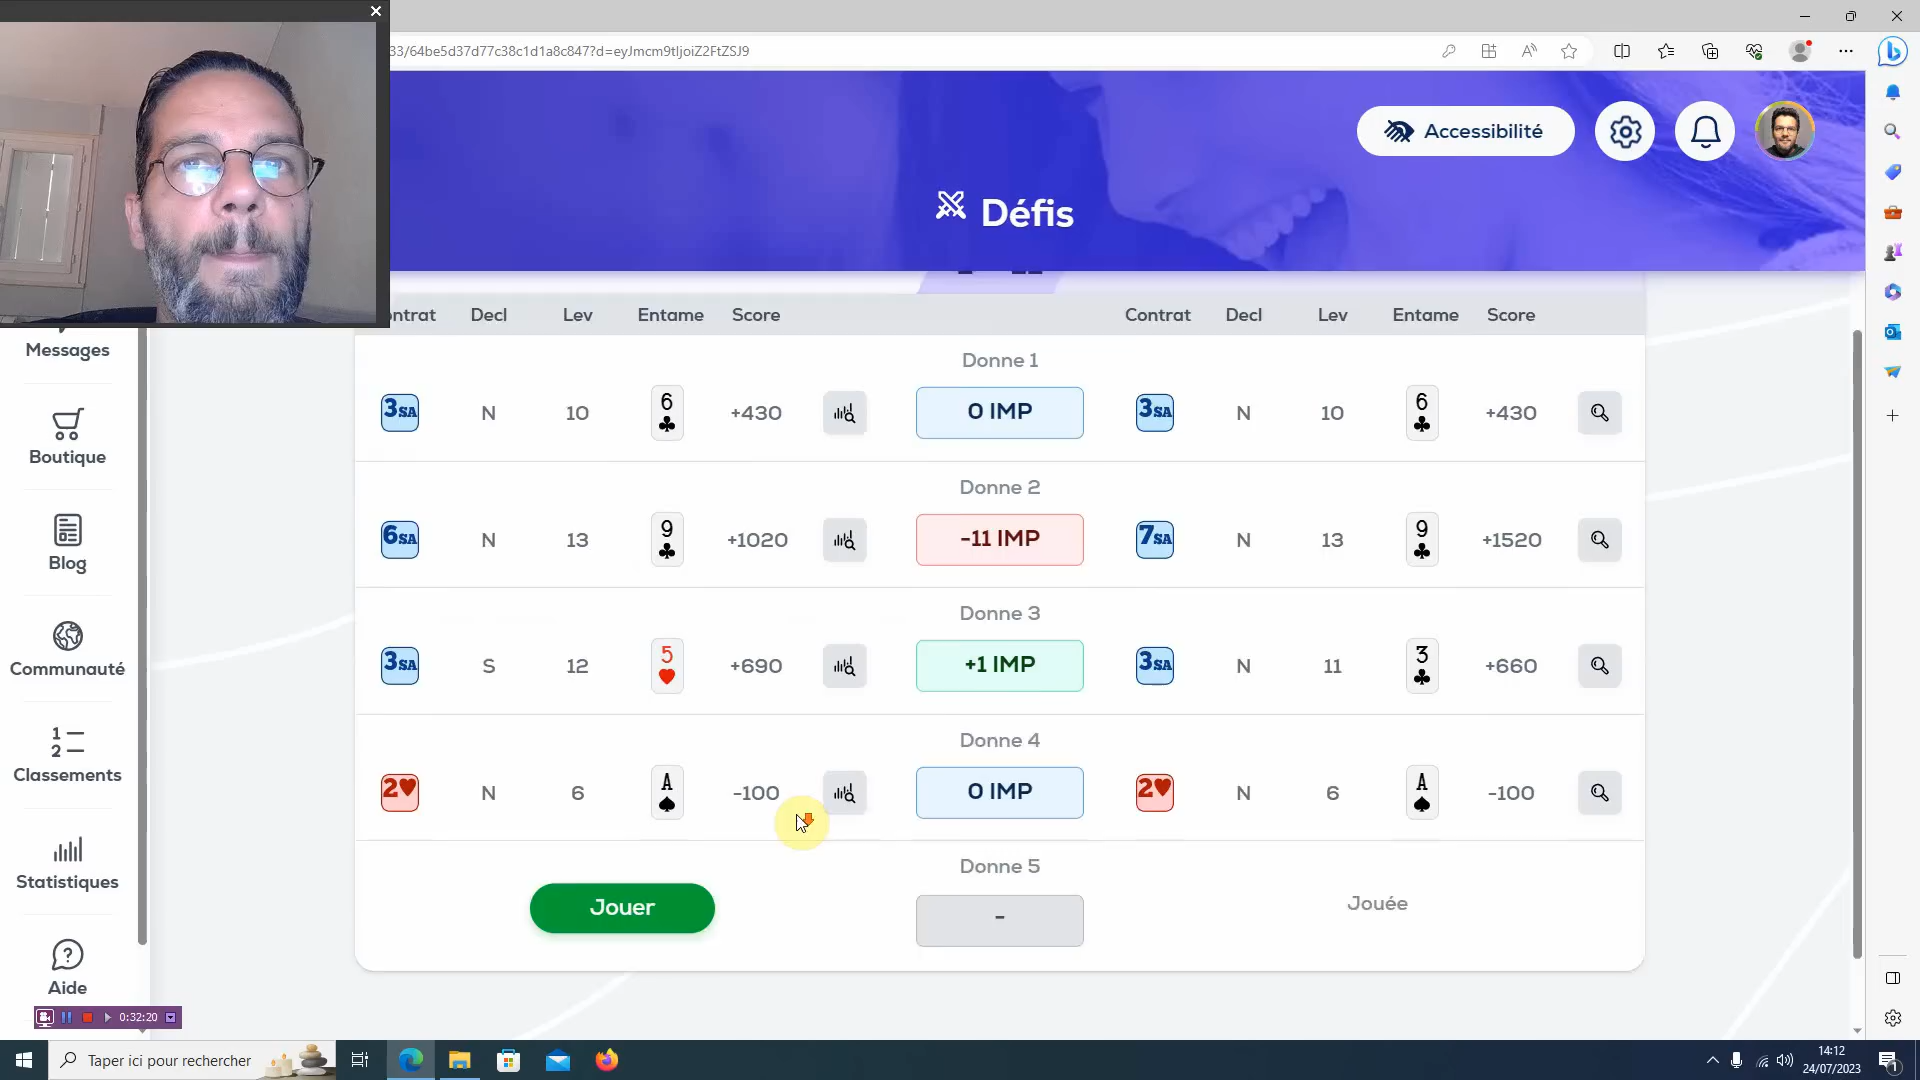 33/64be5d37d77c38c1d1a8c847?d=eyJmcm9tIjoiZ2FtZSJ9
Accessibilité
Défis
Contrat Decl Lev Entame Score Contrat Decl Lev Entame Score
Donne 1
3SA N 10 6♣ +430 0 IMP 3SA N 10 6♣ +430
Donne 2
6SA N 13 9♣ +1020 -11 IMP 7SA N 13 9♣ +1520
Donne 3
3SA S 12 5♥ +690 +1 IMP 3SA N 11 3♣ +660
Donne 4
2♥ N 6 A♠ -100 0 IMP 2♥ N 6 A♠ -100
Donne 5
Jouer - Jouée
Messages
Boutique
Blog
Communauté
1
2
Classements
Statistiques
Aide
0:32:20
Taper ici pour rechercher
14:12
24/07/2023
1